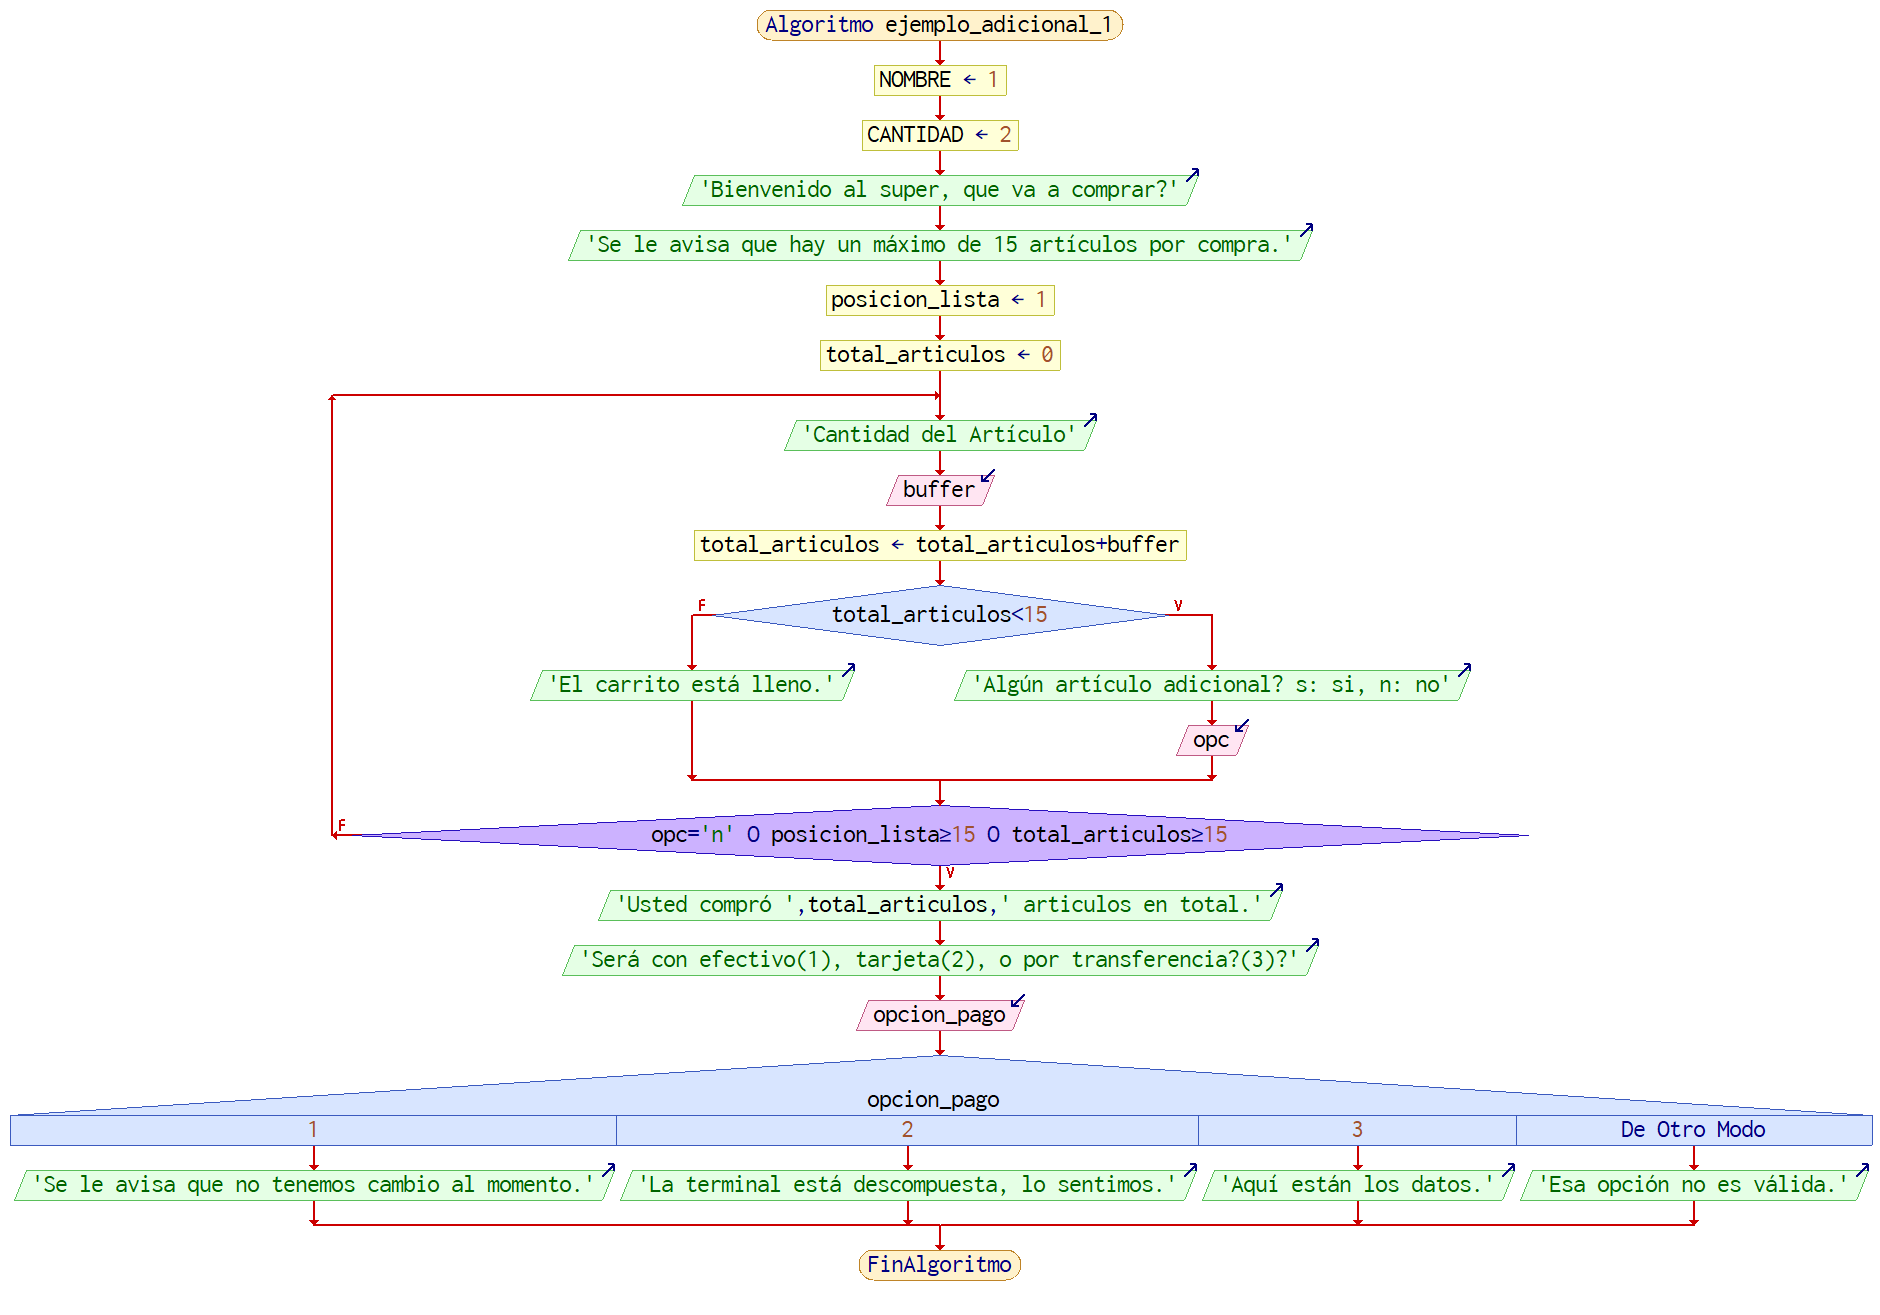 Algoritmo ejemplo_adicional_1
NOMBRE ← 1
CANTIDAD ← 2
'Bienvenido al super, que va a comprar?'
'Se le avisa que hay un máximo de 15 artículos por compra.'
posicion_lista ← 1
total_articulos ← 0
'Cantidad del Artículo'
buffer
total_articulos ← total_articulos+buffer
F
total_articulos<15
V
'El carrito está lleno.'
'Algún artículo adicional? s: si, n: no'
opc
F
opc='n' O posicion_lista≥15 O total_articulos≥15
V
'Usted compró ',total_articulos,' articulos en total.'
'Será con efectivo(1), tarjeta(2), o por transferencia?(3)?'
opcion_pago
opcion_pago
1
2
3
De Otro Modo
'Se le avisa que no tenemos cambio al momento.'
'La terminal está descompuesta, lo sentimos.'
'Aquí están los datos.'
'Esa opción no es válida.'
FinAlgoritmo